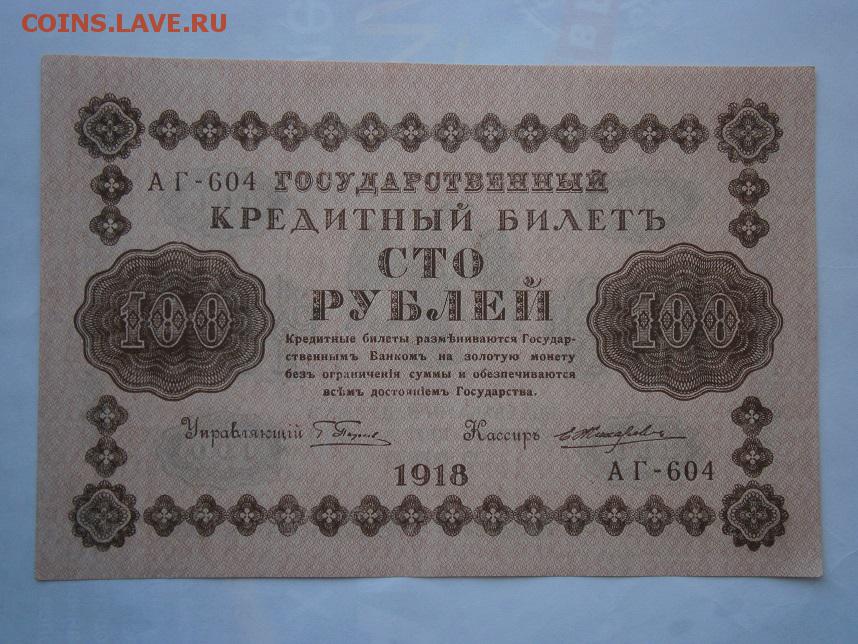 COINS.LAVE.RU
АГ-604 ГОСУДАРСТВЕННЫЙ
КРЕДИТНЫЙ БИЛЕТЪ
СТО
РУБЛЕЙ
100 100
Кредитные билеты размѣниваются Государ-
ственнымъ Банкомъ на золотую монету
безъ ограниченія суммы и обезпечиваются
всѣмъ достояніемъ Государства.
Управляющій Кассиръ
1918 АГ-604